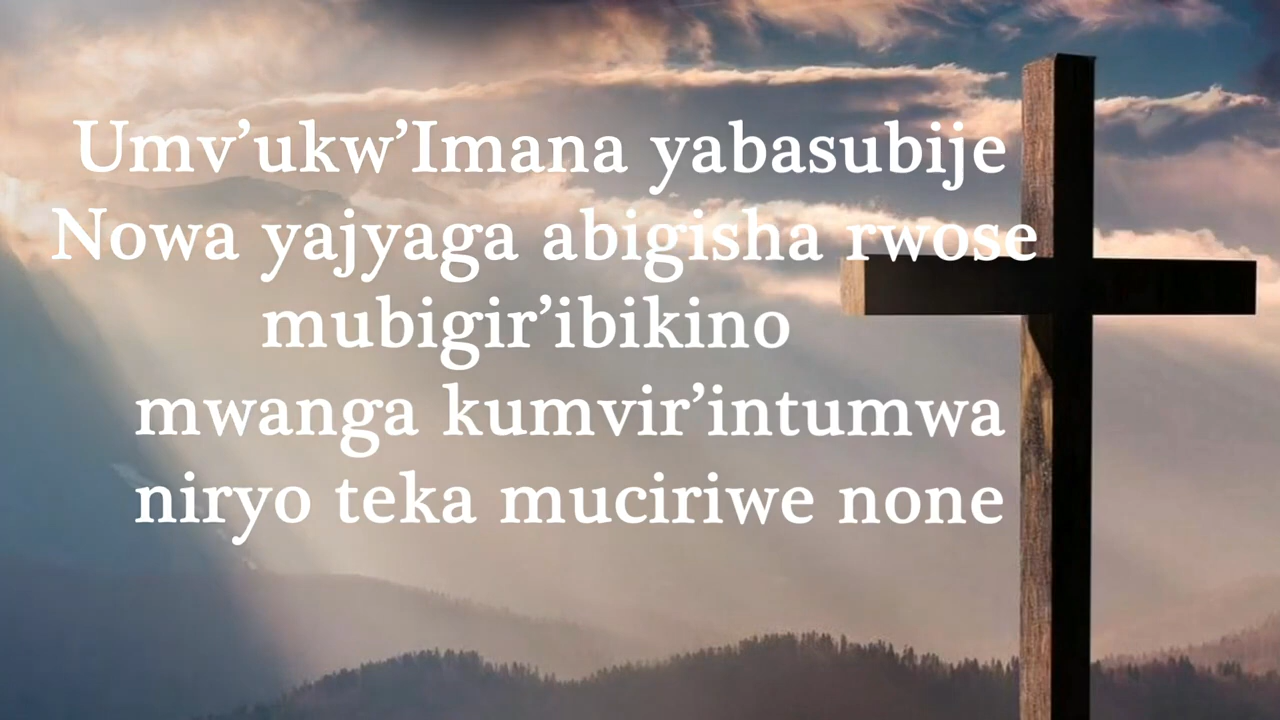 Umv’ukw’Imana yabasubije
Nowa yajyaga abigisha rwose
mubigir’ibikino
mwanga kumvir’intumwa
niryo teka muciriwe none